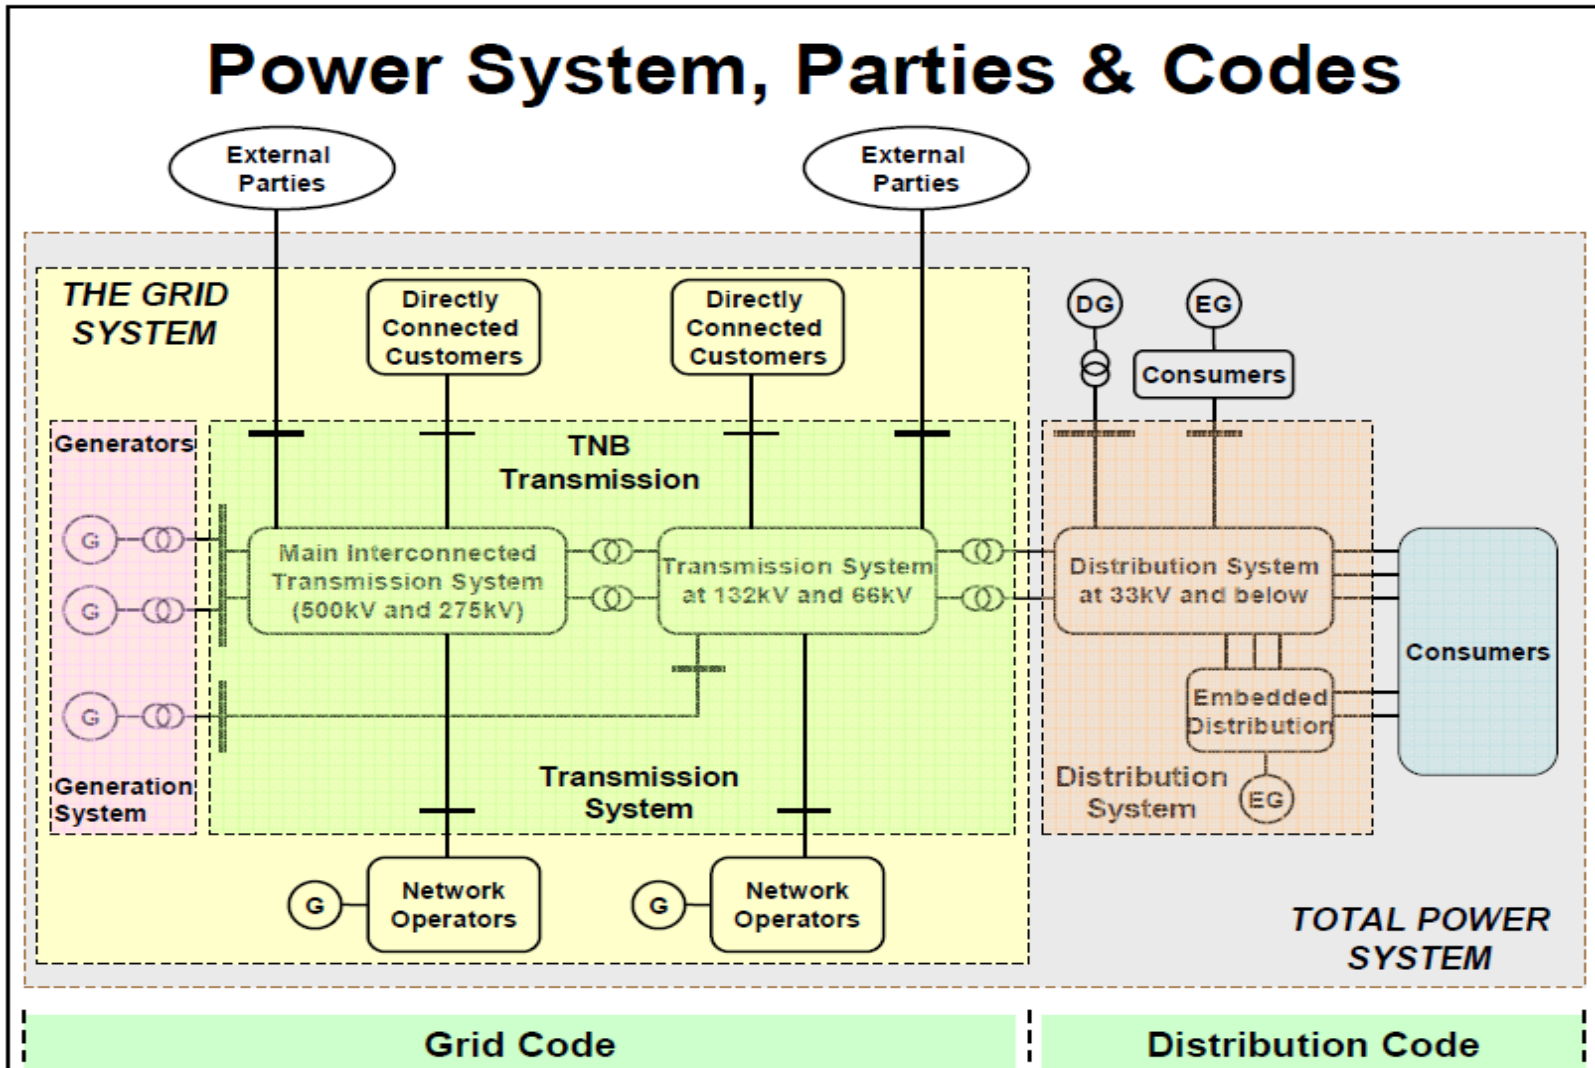 Power System, Parties & Codes
External
Parties
External
Parties
THE GRID
SYSTEM
Directly
Connected
Customers
Directly
Connected
Customers
DG
EG
Consumers
Generators
TNB
Transmission
G
G
G
Main Interconnected
Transmission System
(500kV and 275kV)
Transmission System
at 132kV and 66kV
Distribution System
at 33kV and below
Consumers
Embedded
Distribution
Generation
System
Transmission
System
Distribution
System
EG
G
Network
Operators
G
Network
Operators
TOTAL POWER
SYSTEM
Grid Code
Distribution Code